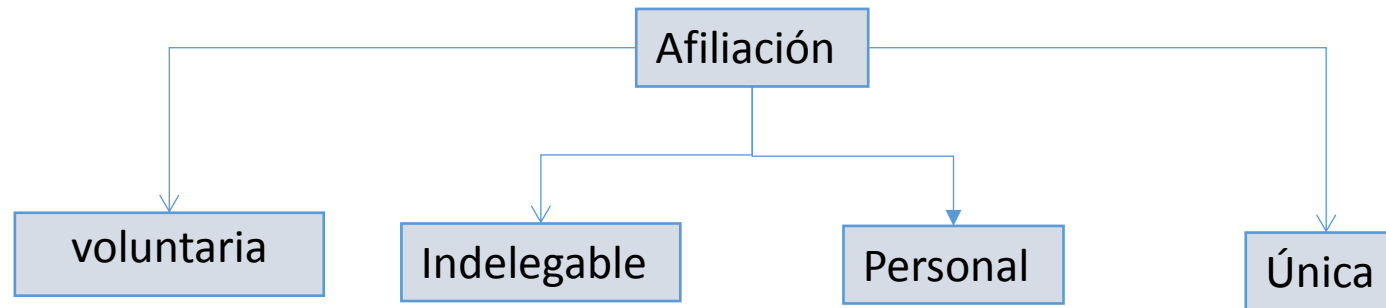 Afiliación
voluntaria
Indelegable
Personal
Única